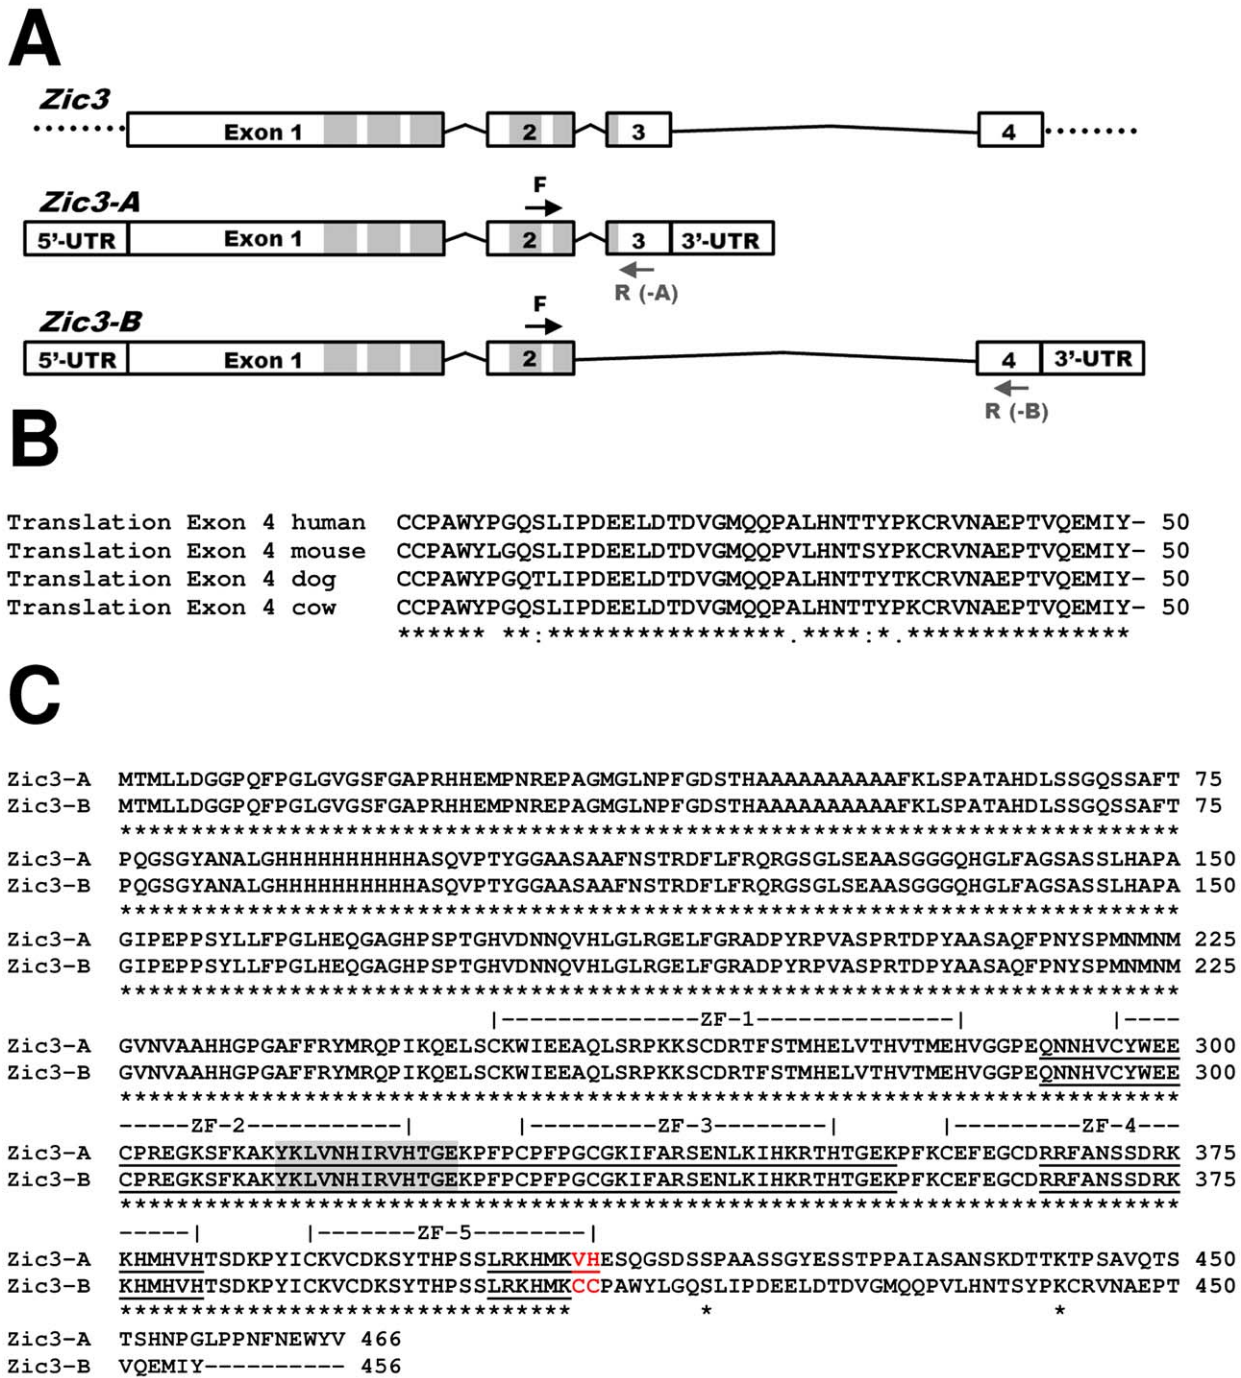 A
Zic3
Exon 1 2 3 4
Zic3-A
F
5'-UTR Exon 1 2 3 3'-UTR
R (-A)
Zic3-B
F
5'-UTR Exon 1 2 4 3'-UTR
R (-B)
B
Translation Exon 4 human CCPAWYPGQSLIPDEELDTDVGMQQPALHNTTYPKCRVNAEPTVQEMIY- 50
Translation Exon 4 mouse CCPAWYLGQSLIPDEELDTDVGMQQPVLHNTSYPKCRVNAEPTVQEMIY- 50
Translation Exon 4 dog CCPAWYPGQTLIPDEELDTDVGMQQPALHNTTYTKCRVNAEPTVQEMIY- 50
Translation Exon 4 cow CCPAWYPGQSLIPDEELDTDVGMQQPALHNTTYPKCRVNAEPTVQEMIY- 50
****** **:****************.****:*.****************
C
Zic3-A MTMLLDGGPQFPGLGVGSFGAPRHHEMPNREPAGMGLNPFGDSTHAAAAAAAAAAFKLSPATAHDLSSGQSSAFT 75
Zic3-B MTMLLDGGPQFPGLGVGSFGAPRHHEMPNREPAGMGLNPFGDSTHAAAAAAAAAAFKLSPATAHDLSSGQSSAFT 75
***************************************************************************
Zic3-A PQGSGYANALGHHHHHHHHHHHASQVPTYGGAASAAFNSTRDFLFRQRGSGLSEAASGGGQHGLFAGSASSLHAPA 150
Zic3-B PQGSGYANALGHHHHHHHHHHHASQVPTYGGAASAAFNSTRDFLFRQRGSGLSEAASGGGQHGLFAGSASSLHAPA 150
***************************************************************************
Zic3-A GIPEPPSYLLFPGLHEQGAGHPSPTGHVDNNQVHLGLRGELFGRADPYRPVASPRTDPYAASAQFPNYSPMNMNM 225
Zic3-B GIPEPPSYLLFPGLHEQGAGHPSPTGHVDNNQVHLGLRGELFGRADPYRPVASPRTDPYAASAQFPNYSPMNMNM 225
***************************************************************************
|--------------ZF-1--------------| |----
Zic3-A GVNVAAHHGPGAFFRYMRQPIKQELSCKWIEEAQLSRPKKSCDRTFSTMHELVTHVTMEHVGGPEQNNHVCYWEE 300
Zic3-B GVNVAAHHGPGAFFRYMRQPIKQELSCKWIEEAQLSRPKKSCDRTFSTMHELVTHVTMEHVGGPEQNNHVCYWEE 300
***************************************************************************
-----ZF-2-----------| |---------ZF-3--------| |---------ZF-4---
Zic3-A CPREGKSFKAKYKLVNHIRVHTGEKPFPCPFPGCGKIFARSENLKIHKRTHTGEKPFKCEFEGCDRRFANSSDRK 375
Zic3-B CPREGKSFKAKYKLVNHIRVHTGEKPFPCPFPGCGKIFARSENLKIHKRTHTGEKPFKCEFEGCDRRFANSSDRK 375
***************************************************************************
-----| |-------ZF-5--------|
Zic3-A KHMHVHTSDKPYICKVCDKSYTHPSSLRKHMKVHESQGSDSSPAASSGYESSTPPAIASANSKDTTKTPSAVQTS 450
Zic3-B KHMHVHTSDKPYICKVCDKSYTHPSSLRKHMKCCPAWYLGQSLIPDEELDTDVGMQQPVLHNTSYPKCRVNAEPT 450
******************************** * *
Zic3-A TSHNPGLPPNFNEWYV 466
Zic3-B VQEMIY---------- 456